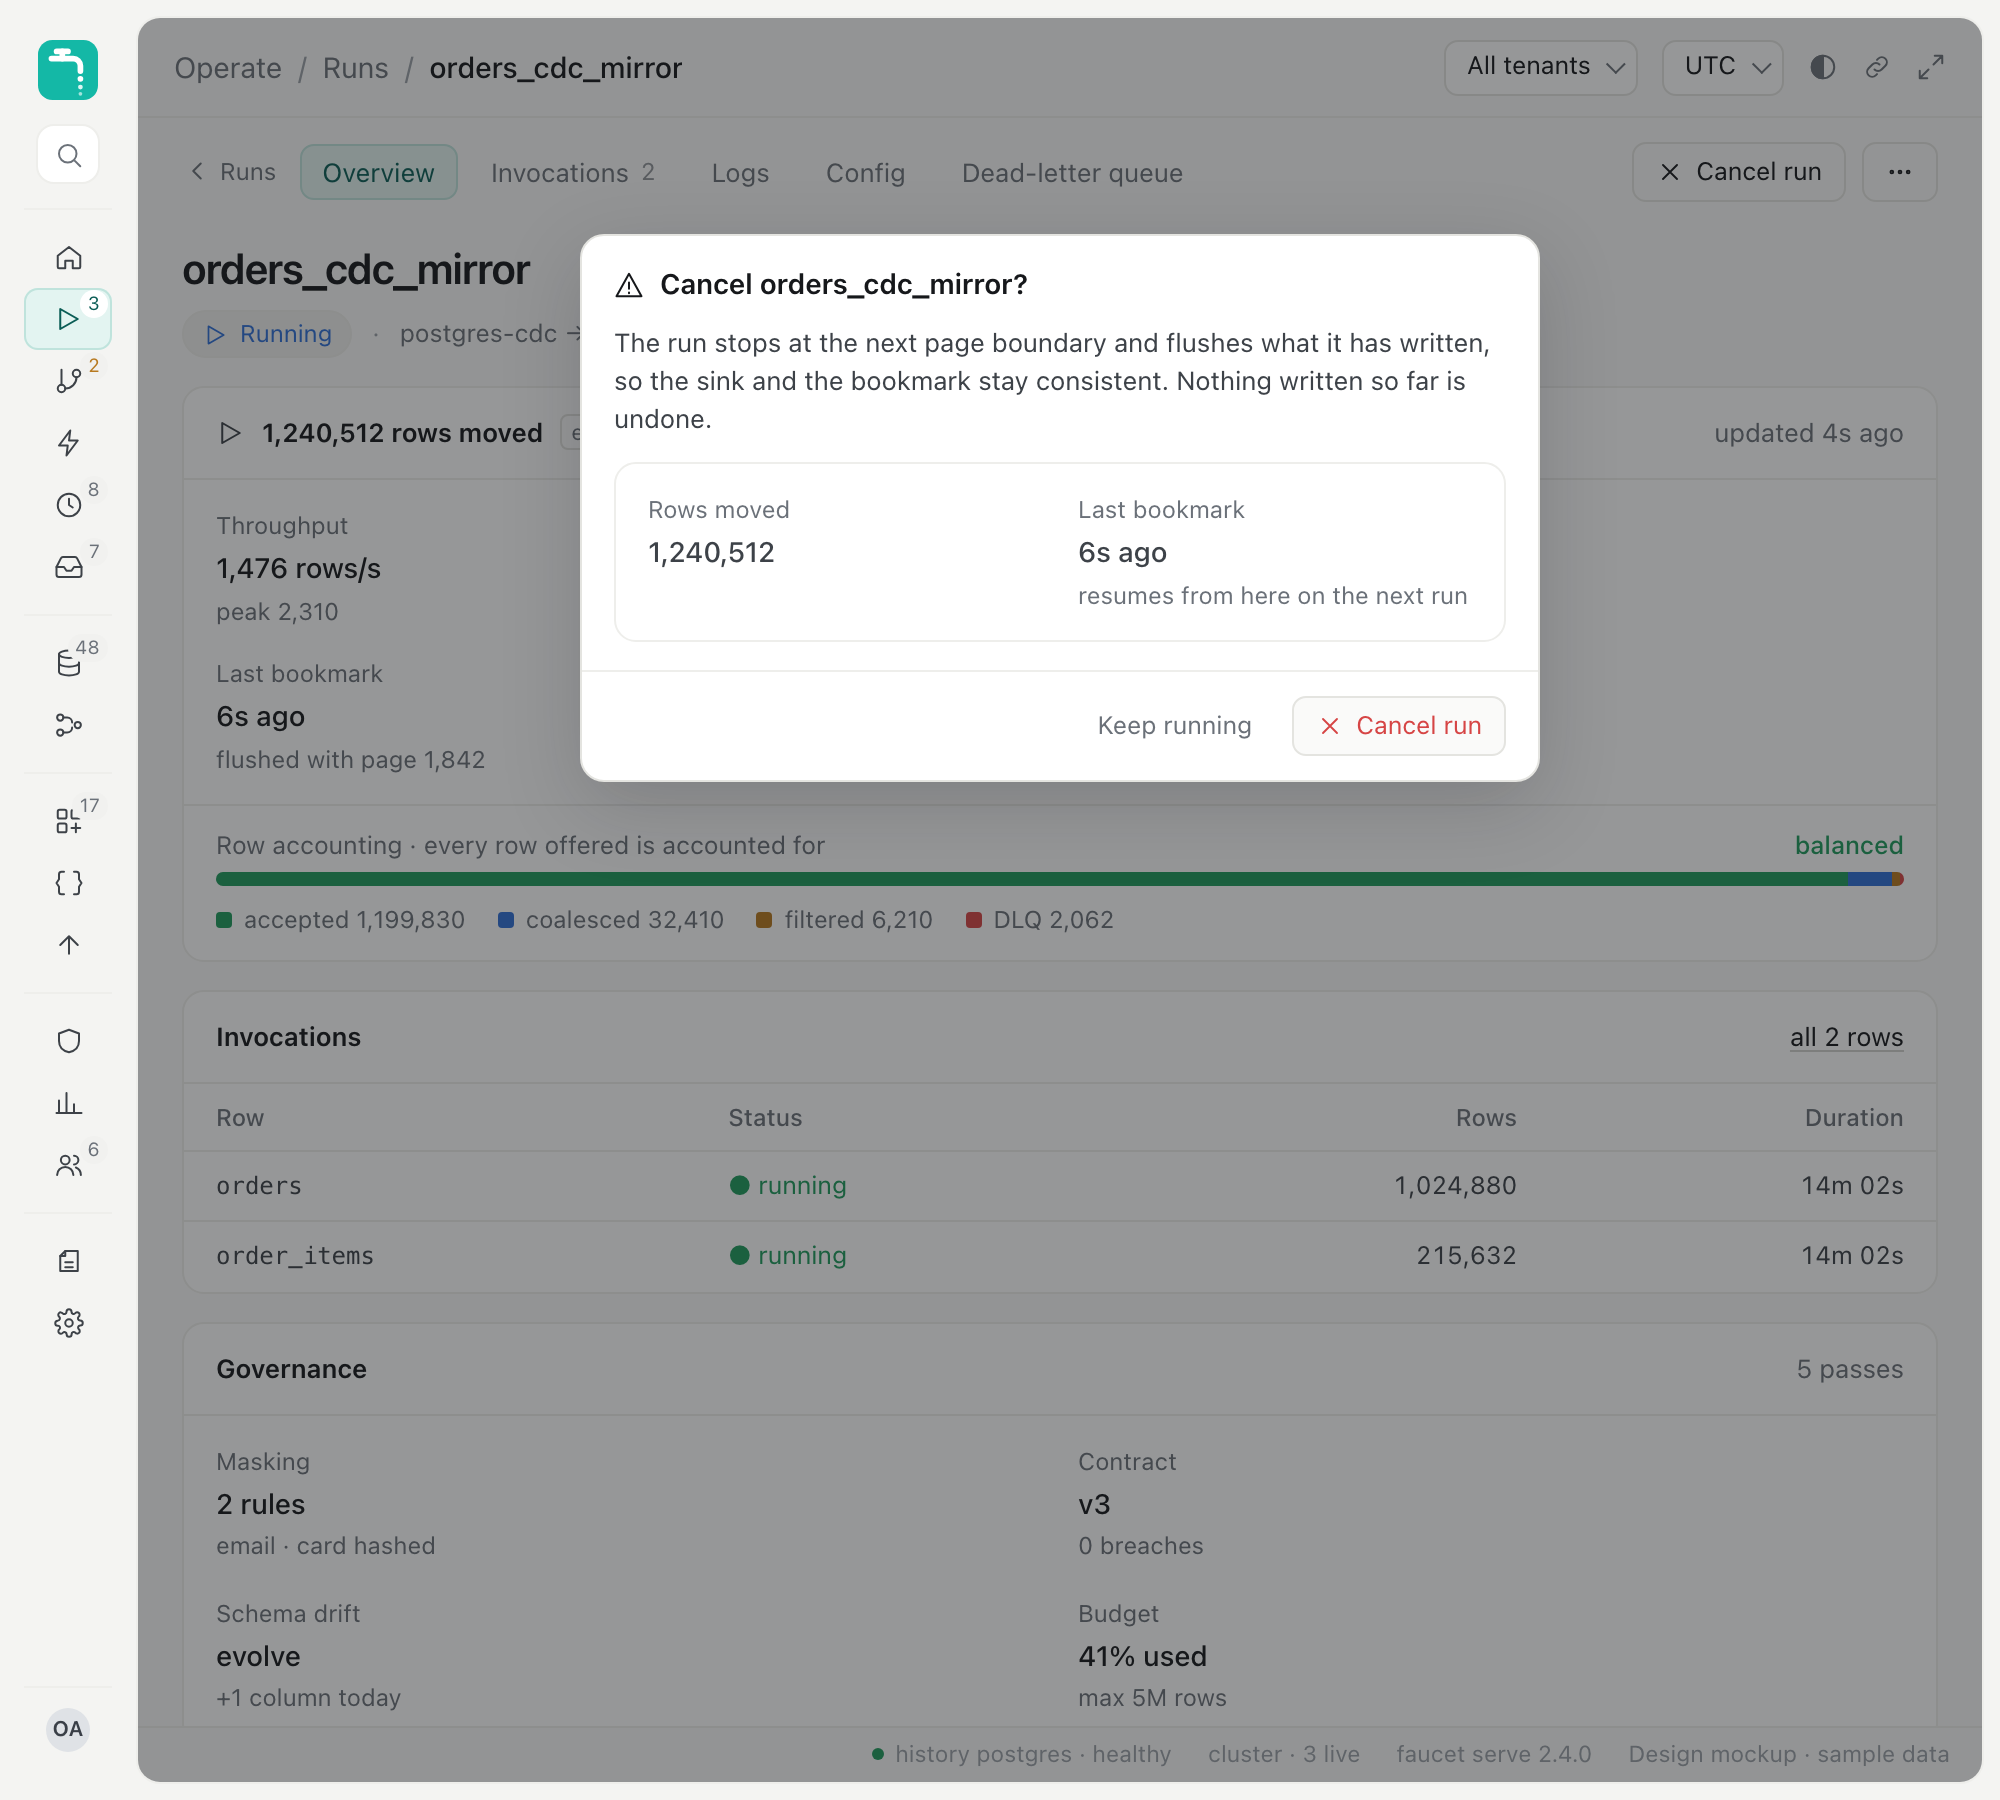 Operate / Runs / orders_cdc_mirror
All tenants
UTC
Runs
Overview
Invocations 2
Logs
Config
Dead-letter queue
Cancel run
3
2
8
7
48
17
6
OA
orders_cdc_mirror
Running · postgres-cdc →
1,240,512 rows moved
updated 4s ago
Throughput
1,476 rows/s
peak 2,310
Last bookmark
6s ago
flushed with page 1,842
Cancel orders_cdc_mirror?
The run stops at the next page boundary and flushes what it has written,
so the sink and the bookmark stay consistent. Nothing written so far is
undone.
Rows moved
1,240,512
Last bookmark
6s ago
resumes from here on the next run
Keep running
Cancel run
Row accounting · every row offered is accounted for
balanced
accepted 1,199,830
coalesced 32,410
filtered 6,210
DLQ 2,062
Invocations
all 2 rows
Row Status Rows Duration
orders running 1,024,880 14m 02s
order_items running 215,632 14m 02s
Governance
5 passes
Masking
2 rules
email · card hashed
Contract
v3
0 breaches
Schema drift
evolve
+1 column today
Budget
41% used
max 5M rows
history postgres · healthy
cluster · 3 live
faucet serve 2.4.0
Design mockup · sample data